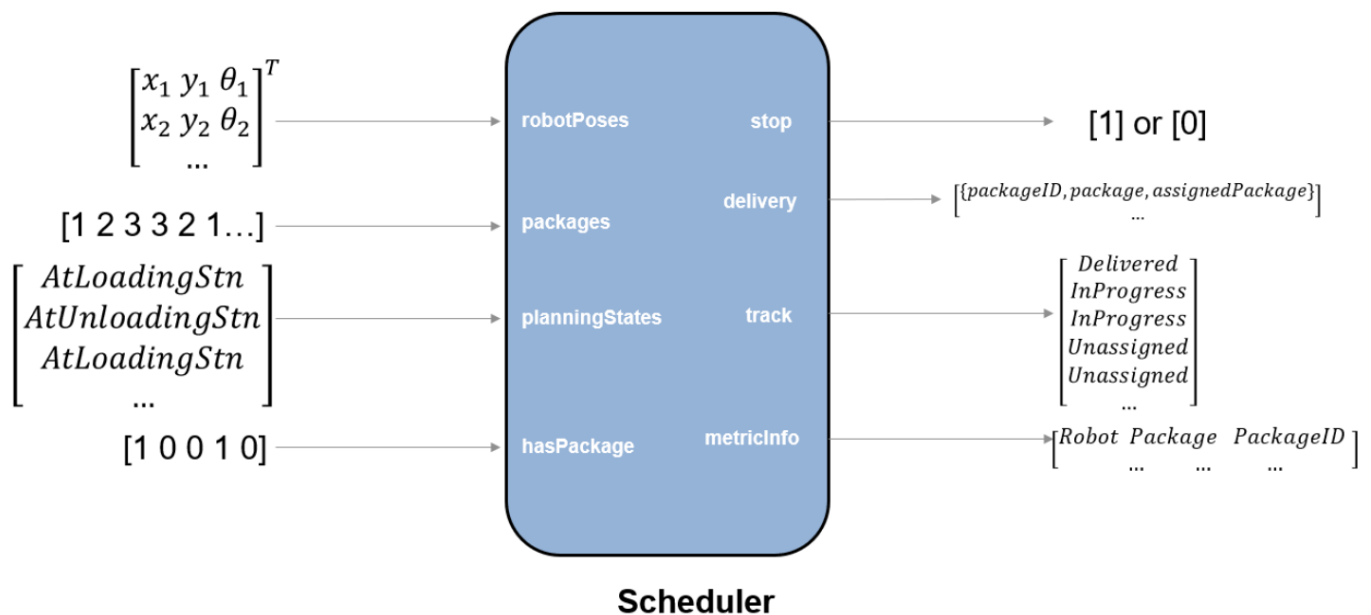 [x₁ y₁ θ₁
x₂ y₂ θ₂
...]ᵀ
robotPoses
[1 2 3 3 2 1...]
packages
[AtLoadingStn
AtUnloadingStn
AtLoadingStn
...]
planningStates
[1 0 0 1 0]
hasPackage
stop
[1] or [0]
delivery
[{packageID, package, assignedPackage}
...]
track
[Delivered
InProgress
InProgress
Unassigned
Unassigned
...]
metricInfo
[Robot Package PackageID
... ... ...]
Scheduler